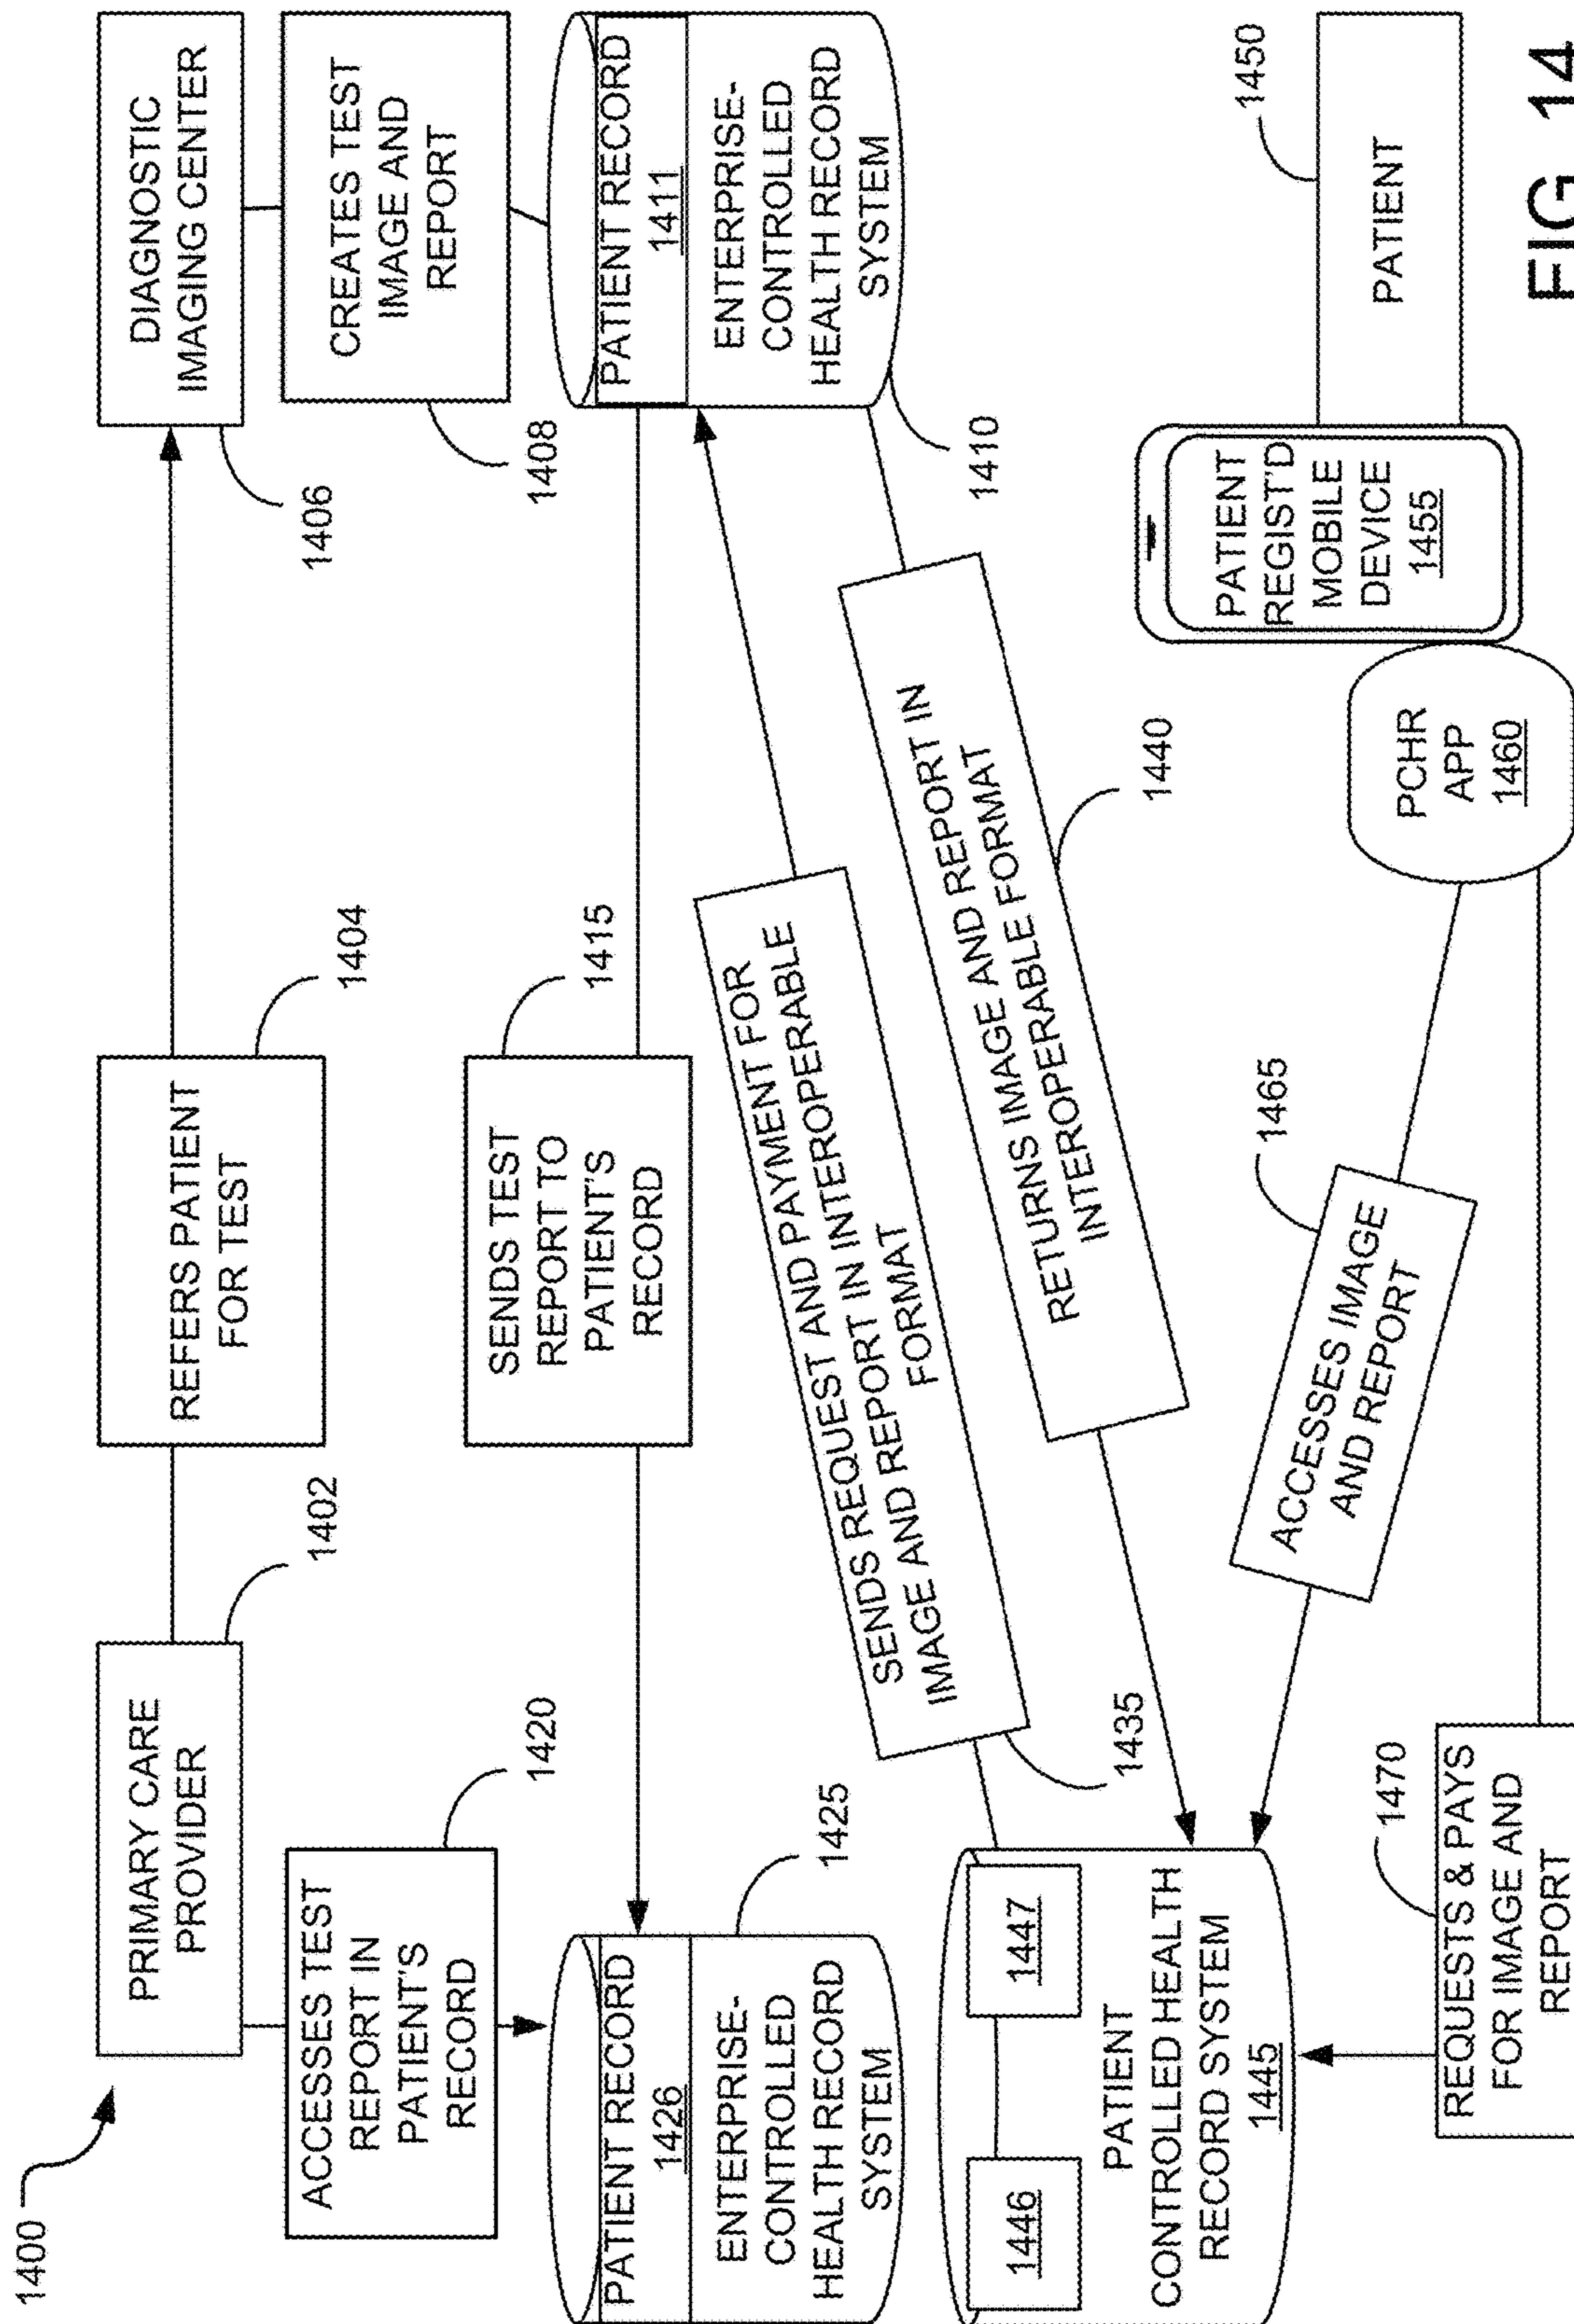 1400
PRIMARY CARE
PROVIDER
1402
REFERS PATIENT
FOR TEST
1404
DIAGNOSTIC
IMAGING CENTER
1406
CREATES TEST
IMAGE AND
REPORT
1408
ACCESSES TEST
REPORT IN
PATIENT'S
RECORD
1420
SENDS TEST
REPORT TO
PATIENT'S
RECORD
1415
PATIENT RECORD
1426
ENTERPRISE-
CONTROLLED
HEALTH RECORD
SYSTEM
1425
PATIENT RECORD
1411
ENTERPRISE-
CONTROLLED
HEALTH RECORD
SYSTEM
1410
SENDS REQUEST AND PAYMENT FOR
IMAGE AND REPORT IN INTEROPERABLE
FORMAT
1435
RETURNS IMAGE AND REPORT IN
INTEROPERABLE FORMAT
1440
1446
1447
PATIENT
CONTROLLED HEALTH
RECORD SYSTEM
1445
ACCESSES IMAGE
AND REPORT
1465
PATIENT
REGIST'D
MOBILE
DEVICE
1455
PATIENT
1450
PCHR
APP
1460
REQUESTS & PAYS
FOR IMAGE AND
REPORT
1470
FIG. 14